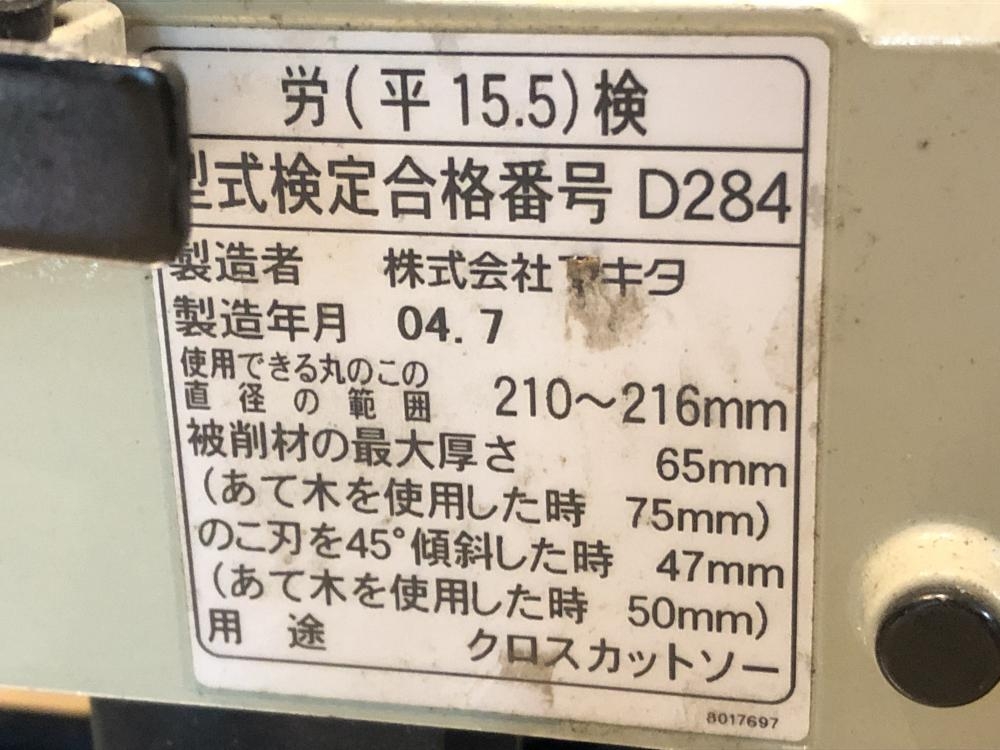 労(平15.5)検
型式検定合格番号 D284
製造者 株式会社マキタ
製造年月 04.7
使用できる丸のこの
直径の範囲 210～216mm
被削材の最大厚さ 65mm
(あて木を使用した時 75mm)
のこ刃を45°傾斜した時 47mm
(あて木を使用した時 50mm)
用途 クロスカットソー
8017697